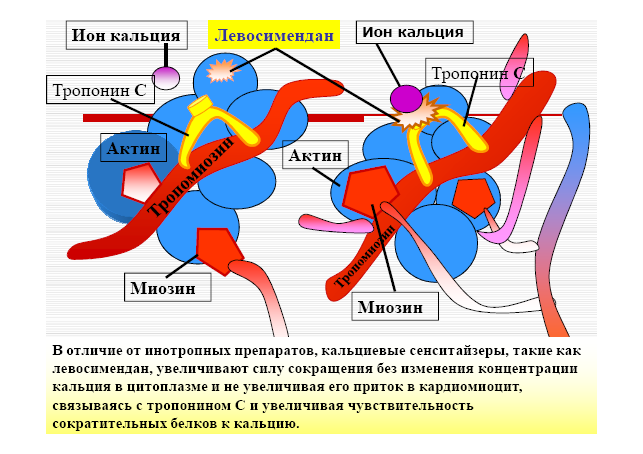 Ион кальция
Левосимендан
Ион кальция
Тропонин С
Тропонин С
Актин
Актин
Тропомиозин
Тропомиозин
Миозин
Миозин
В отличие от инотропных препаратов, кальциевые сенситайзеры, такие как
левосимендан, увеличивают силу сокращения без изменения концентрации
кальция в цитоплазме и не увеличивая его приток в кардиомиоцит,
связываясь с тропонином С и увеличивая чувствительность
сократительных белков к кальцию.